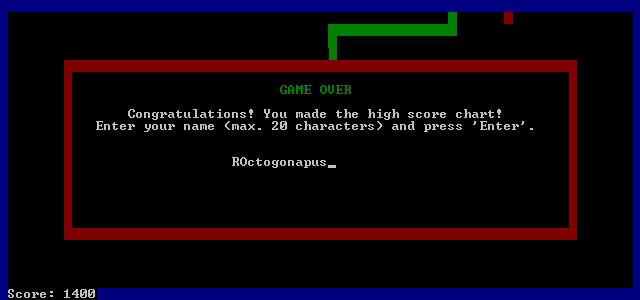 GAME OVER
Congratulations! You made the high score chart!
Enter your name (max. 20 characters) and press 'Enter'.
ROctogonapus_
Score: 1400